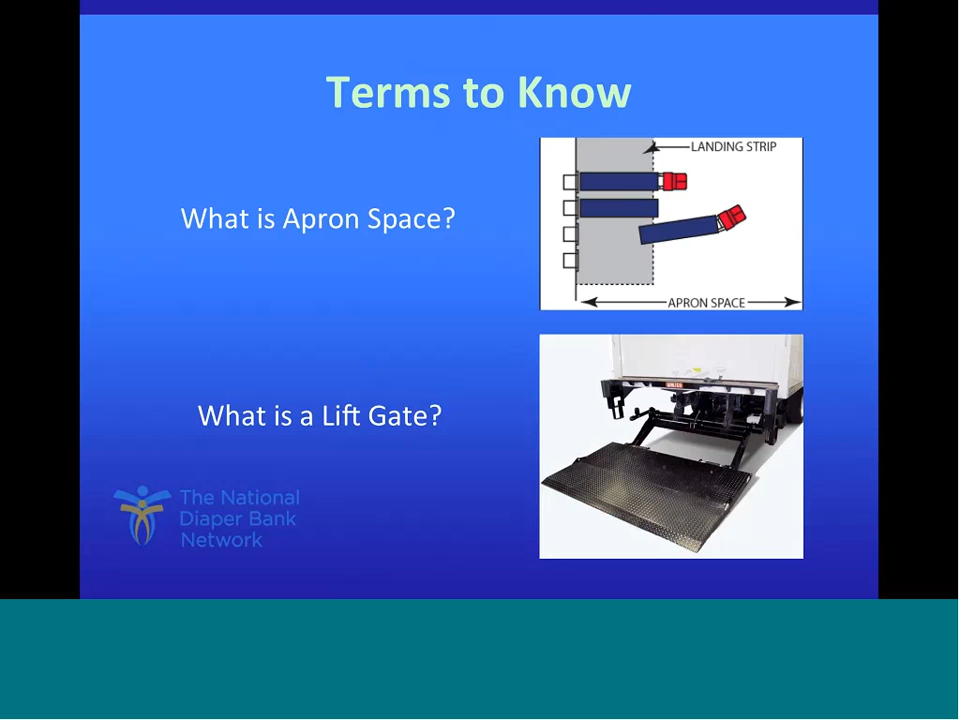 Terms to Know
What is Apron Space?
LANDING STRIP
APRON SPACE
What is a Lift Gate?
The National
Diaper Bank
Network